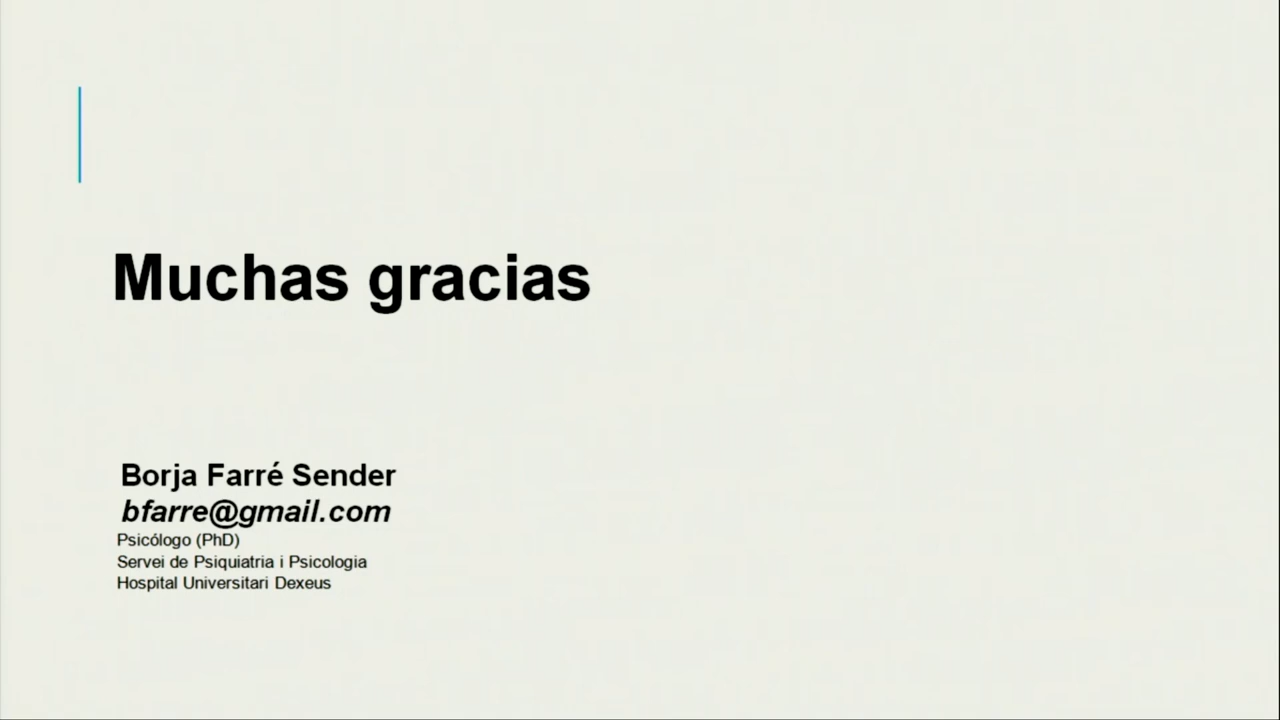 Muchas gracias
Borja Farré Sender
bfarre@gmail.com
Psicólogo (PhD)
Servei de Psiquiatria i Psicologia
Hospital Universitari Dexeus